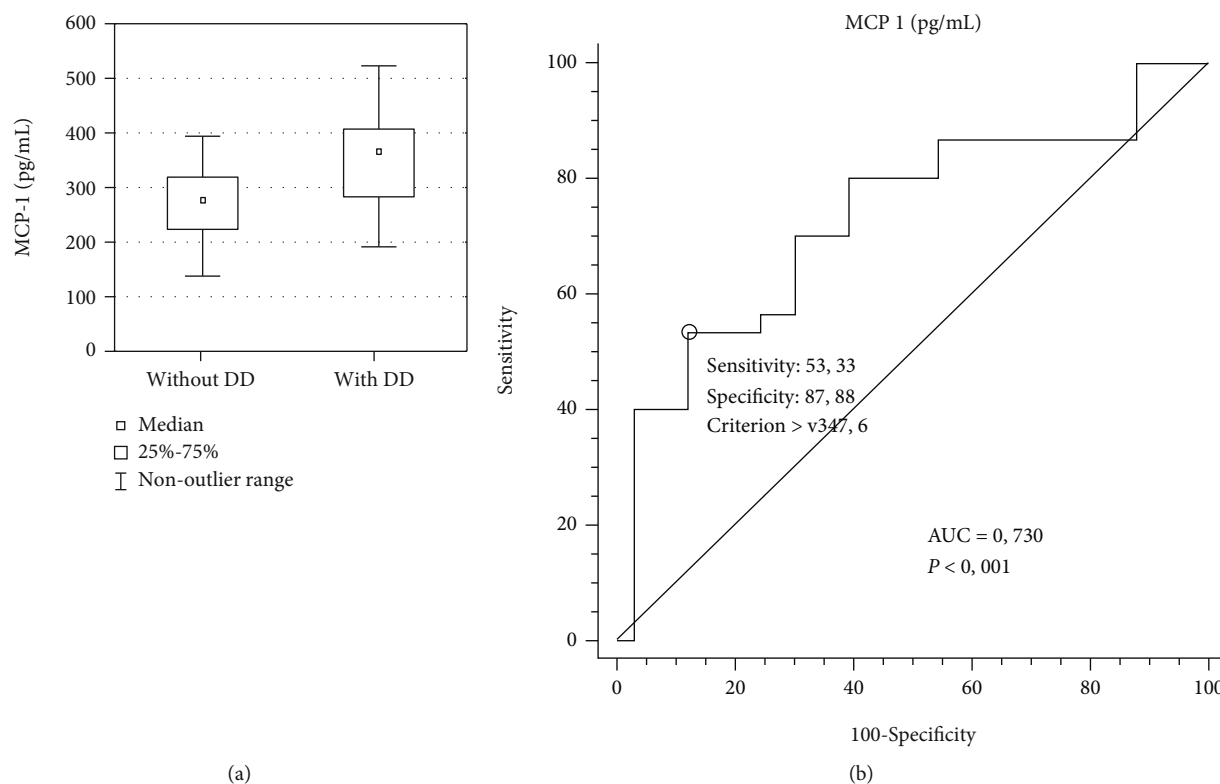 600
500
400
300
200
100
0
MCP-1 (pg/mL)
Without DD
With DD
Median
25%-75%
Non-outlier range
(a)
MCP 1 (pg/mL)
100
80
60
40
20
0
Sensitivity
Sensitivity: 53, 33
Specificity: 87, 88
Criterion > v347, 6
AUC = 0, 730
P < 0, 001
0 20 40 60 80 100
100-Specificity
(b)